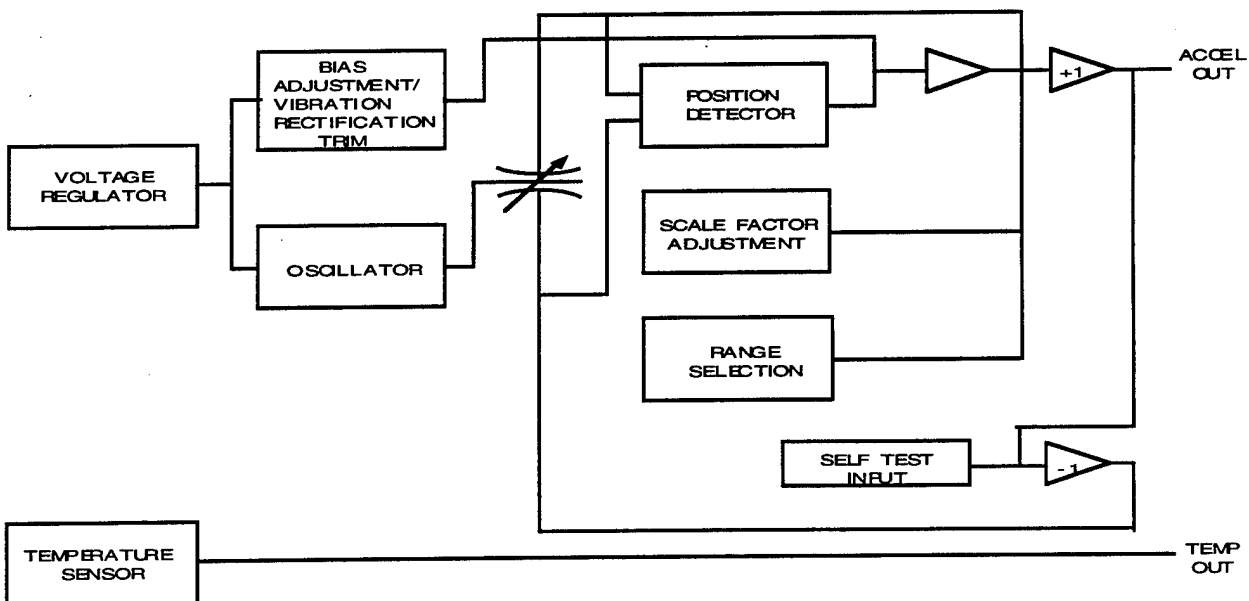 BIAS
ADJUSTMENT/
VIBRATION
RECTIFICATION
TRIM
VOLTAGE
REGULATOR
OSCILLATOR
POSITION
DETECTOR
+1
ACCEL
OUT
SCALE FACTOR
ADJUSTMENT
RANGE
SELECTION
SELF TEST
INPUT
-1
TEMPERATURE
SENSOR
TEMP
OUT